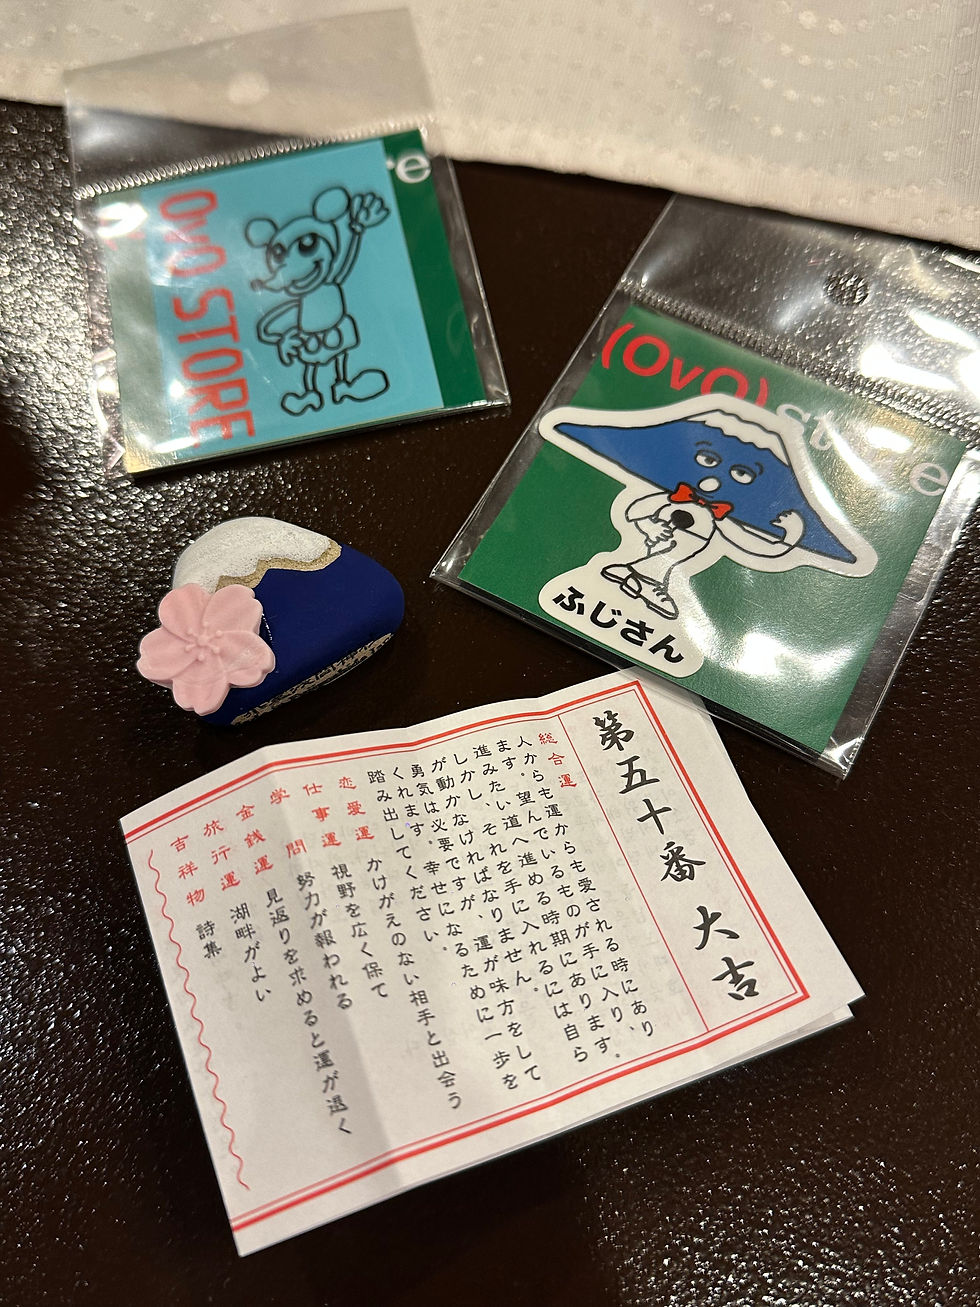 OvO STORE
re
(OvO)
ふじさん
第五十番 大吉
総合運
人からも運からも愛される時にあり
ます。望んでいるものが手に入り、
進みたい道へ進める時期にあります。
しかし、それを手に入れるには自ら
が動かなければなりません。
勇気は必要ですが、運が味方をして
くれます。幸せになるために一歩を
踏み出してください。
恋愛運 かけがえのない相手と出会う
仕事運 視野を広く保て
学問 努力が報われる
金銭運 見返りを求めると運が退く
旅行運 湖畔がよい
吉祥物 詩集